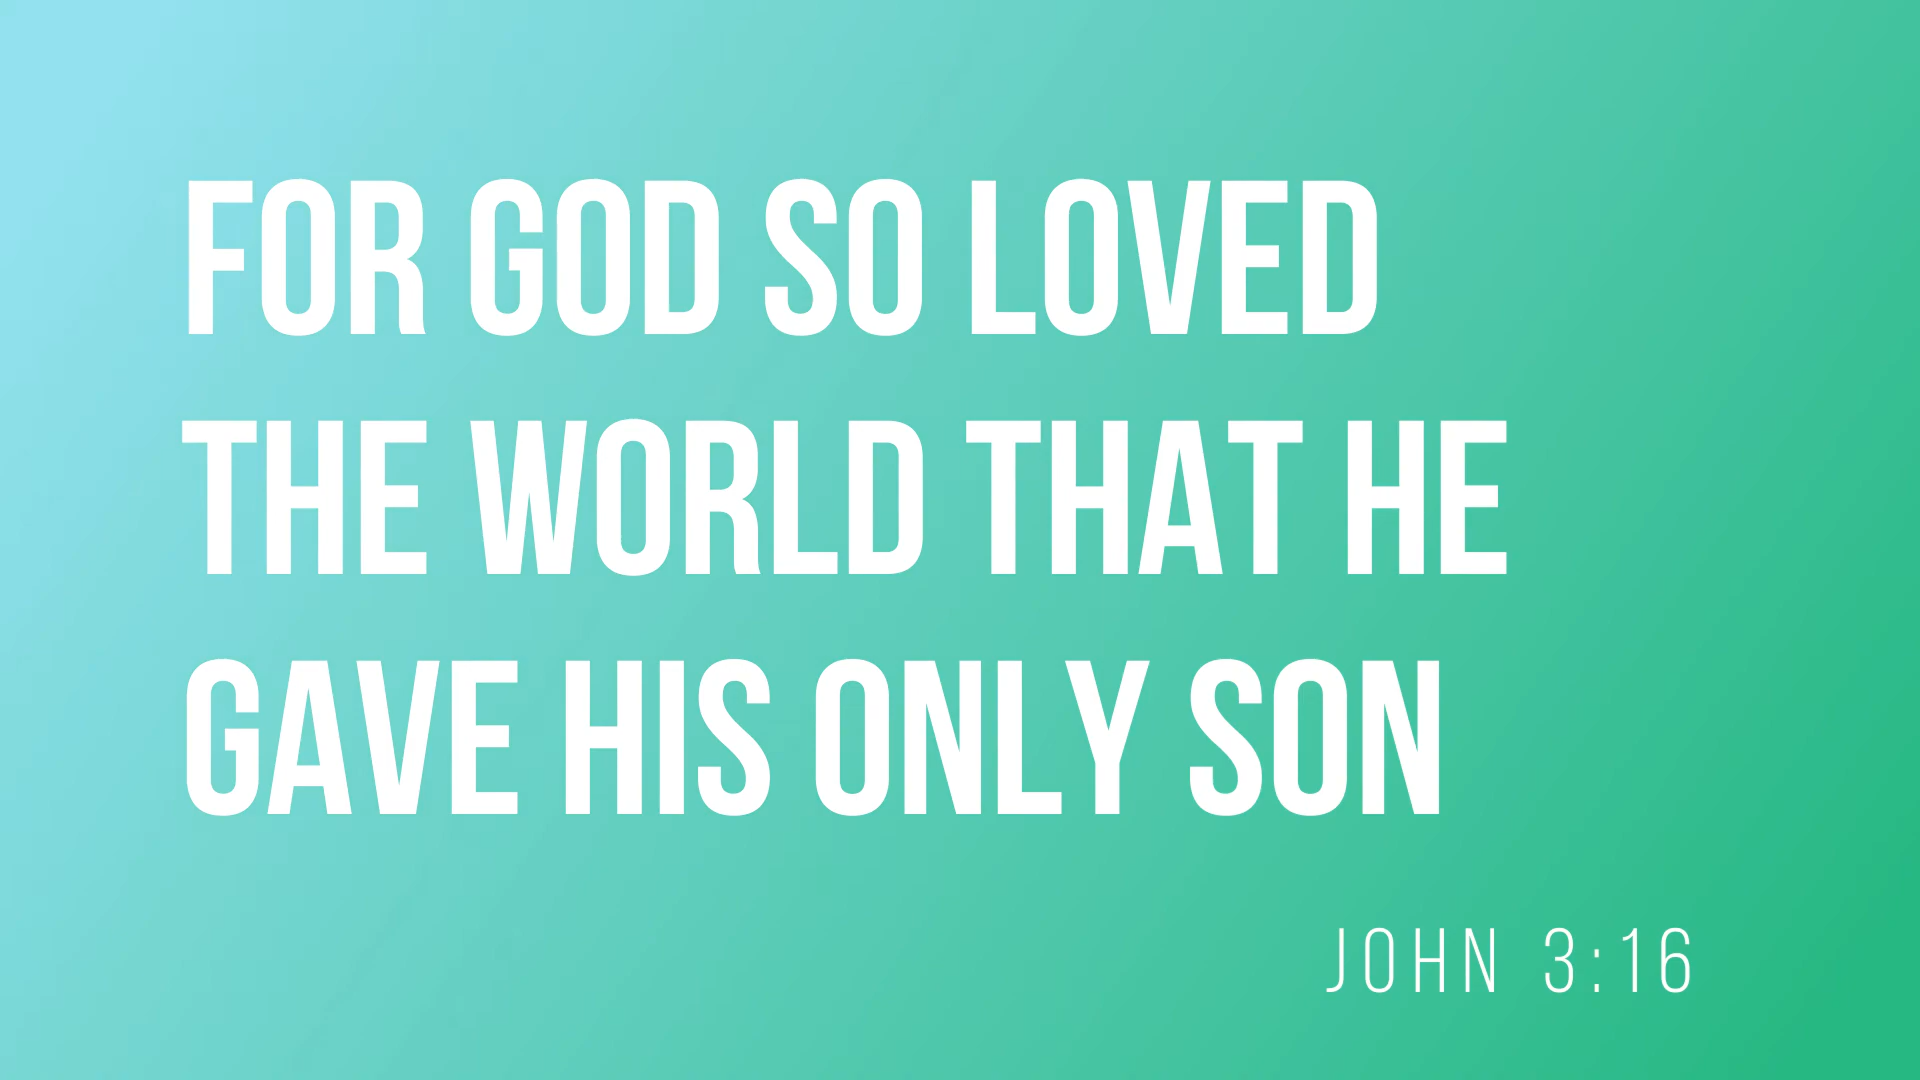 FOR GOD SO LOVED
THE WORLD THAT HE
GAVE HIS ONLY SON
JOHN 3:16